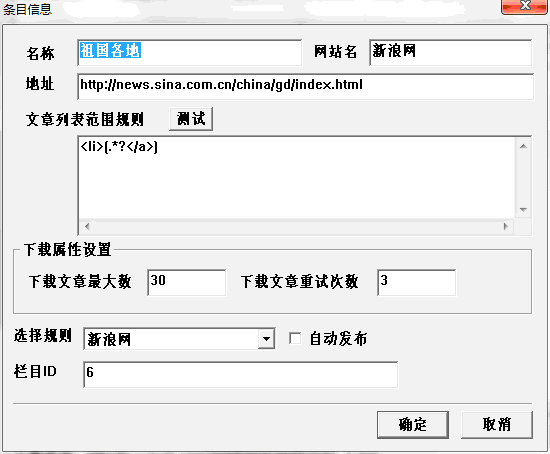 条目信息
名称 祖国各地 网站名 新浪网
地址 http://news.sina.com.cn/china/gd/index.html
文章列表范围规则 测试
<li>(.*?</a>)
下载属性设置
下载文章最大数 30 下载文章重试次数 3
选择规则 新浪网 自动发布
栏目ID 6
确定 取消